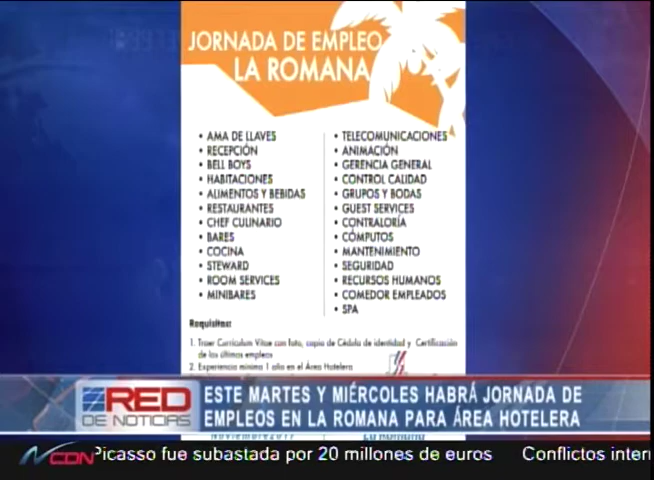 JORNADA DE EMPLEO
LA ROMANA
• AMA DE LLAVES
• RECEPCIÓN
• BELL BOYS
• HABITACIONES
• ALIMENTOS Y BEBIDAS
• RESTAURANTES
• CHEF CULINARIO
• BARES
• COCINA
• STEWARD
• ROOM SERVICES
• MINIBARES
• TELECOMUNICACIONES
• ANIMACIÓN
• GERENCIA GENERAL
• CONTROL CALIDAD
• GRUPOS Y BODAS
• GUEST SERVICES
• CONTRALORÍA
• CÓMPUTOS
• MANTENIMIENTO
• SEGURIDAD
• RECURSOS HUMANOS
• COMEDOR EMPLEADOS
• SPA
Requisitos:
1. Traer Curriculum Vitae con foto, copia de Cédula de identidad y Certificación
de los últimos empleos
2. Experiencia mínima 1 año en el Área Hotelera
RED
DE NOTICIAS
ESTE MARTES Y MIÉRCOLES HABRÁ JORNADA DE
EMPLEOS EN LA ROMANA PARA ÁREA HOTELERA
CDN
Picasso fue subastada por 20 millones de euros Conflictos inter